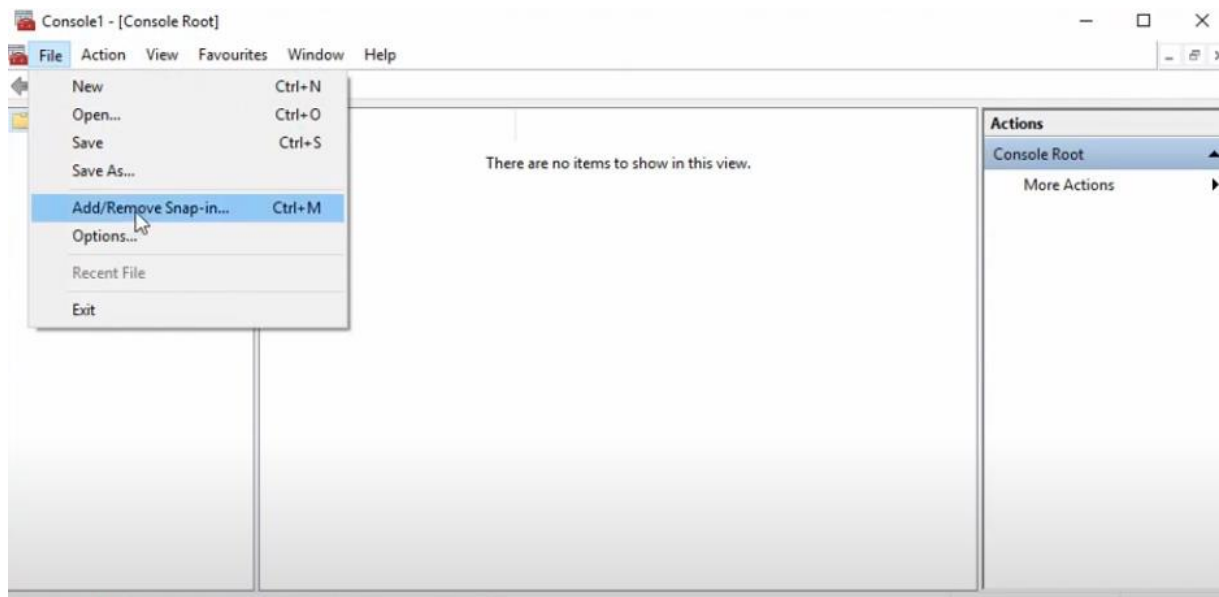 Console1 - [Console Root]
File Action View Favourites Window Help
New Ctrl+N
Open... Ctrl+O
Save Ctrl+S
Save As...
Add/Remove Snap-in... Ctrl+M
Options...
Recent File
Exit
There are no items to show in this view.
Actions
Console Root
More Actions